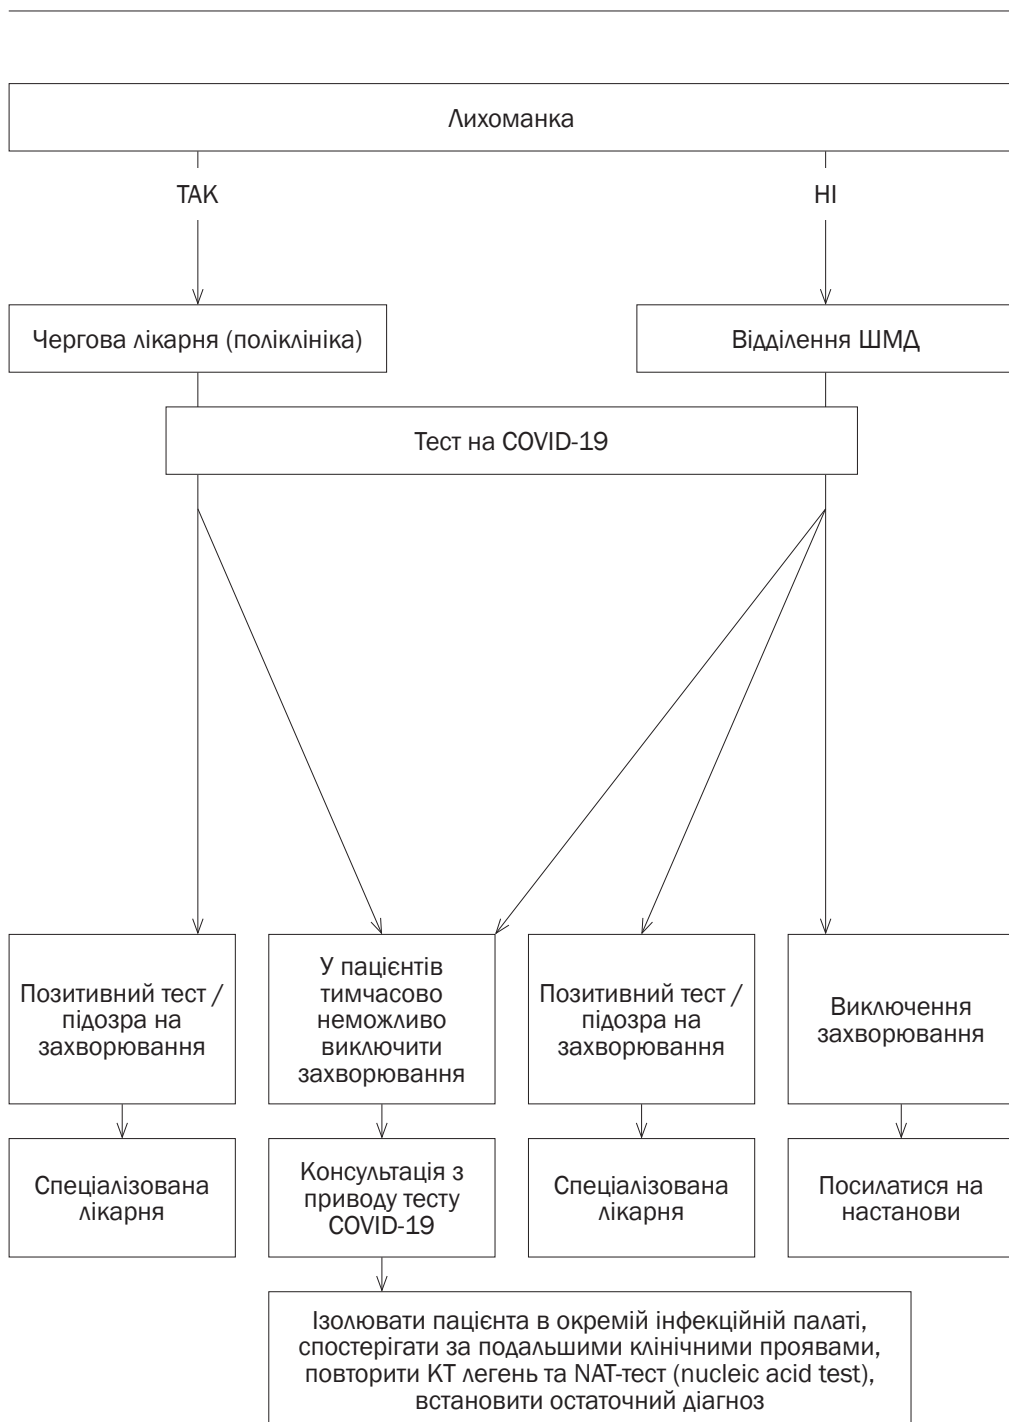 Лихоманка
ТАК
НІ
Чергова лікарня (поліклініка)
Відділення ШМД
Тест на COVID-19
Позитивний тест /
підозра на
захворювання
У пацієнтів
тимчасово
неможливо
виключити
захворювання
Позитивний тест /
підозра на
захворювання
Виключення
захворювання
Спеціалізована
лікарня
Консультація з
приводу тесту
COVID-19
Спеціалізована
лікарня
Посилатися на
настанови
Ізолювати пацієнта в окремій інфекційній палаті,
спостерігати за подальшими клінічними проявами,
повторити КТ легень та NAT-тест (nucleic acid test),
встановити остаточний діагноз